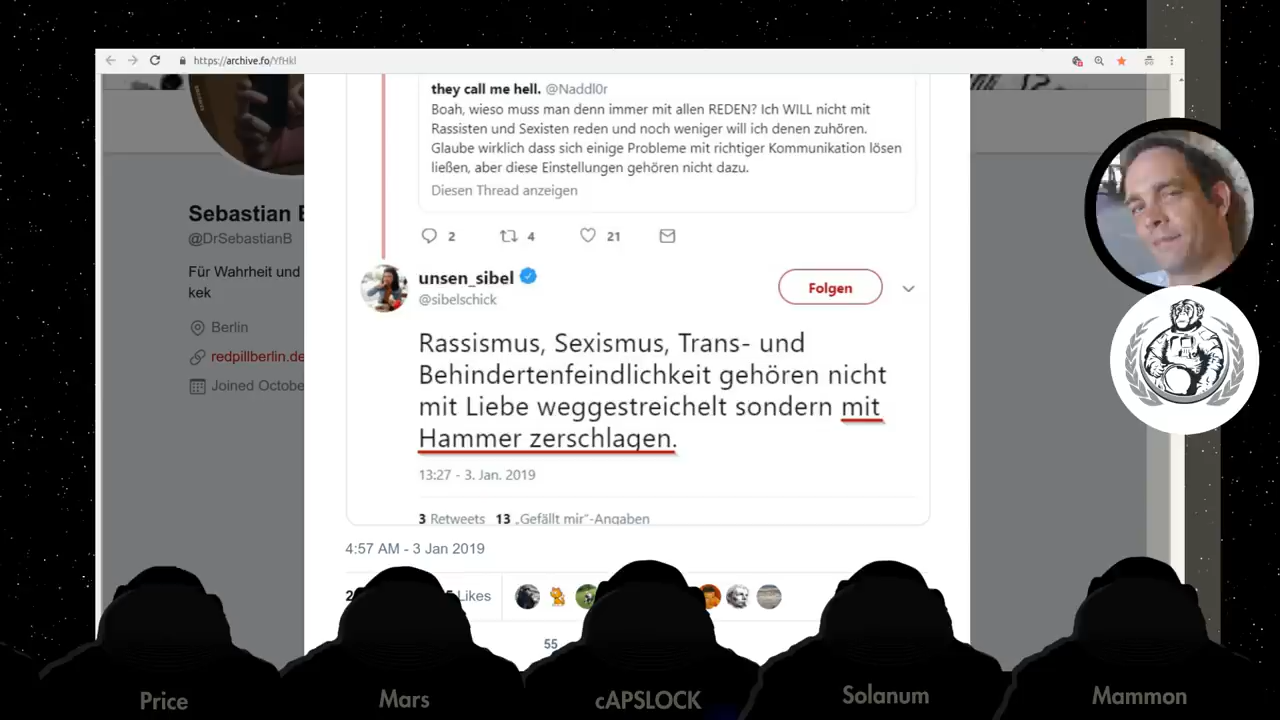 https://archive.fo/YfHkl
they call me hell. @Naddl0r
Boah, wieso muss man denn immer mit allen REDEN? Ich WILL nicht mit
Rassisten und Sexisten reden und noch weniger will ich denen zuhören.
Glaube wirklich dass sich einige Probleme mit richtiger Kommunikation lösen
ließen, aber diese Einstellungen gehören nicht dazu.
Diesen Thread anzeigen
2 4 21
Sebastian
@DrSebastianB
Für Wahrheit und
kek
Berlin
redpillberlin.de
Joined Octobe
unsen_sibel
@sibelschick
Folgen
Rassismus, Sexismus, Trans- und
Behindertenfeindlichkeit gehören nicht
mit Liebe weggestreichelt sondern mit
Hammer zerschlagen.
13:27 - 3. Jan. 2019
3 Retweets 13 „Gefällt mir“-Angaben
4:57 AM - 3 Jan 2019
Likes
55
Price
Mars
cAPSLOCK
Solanum
Mammon